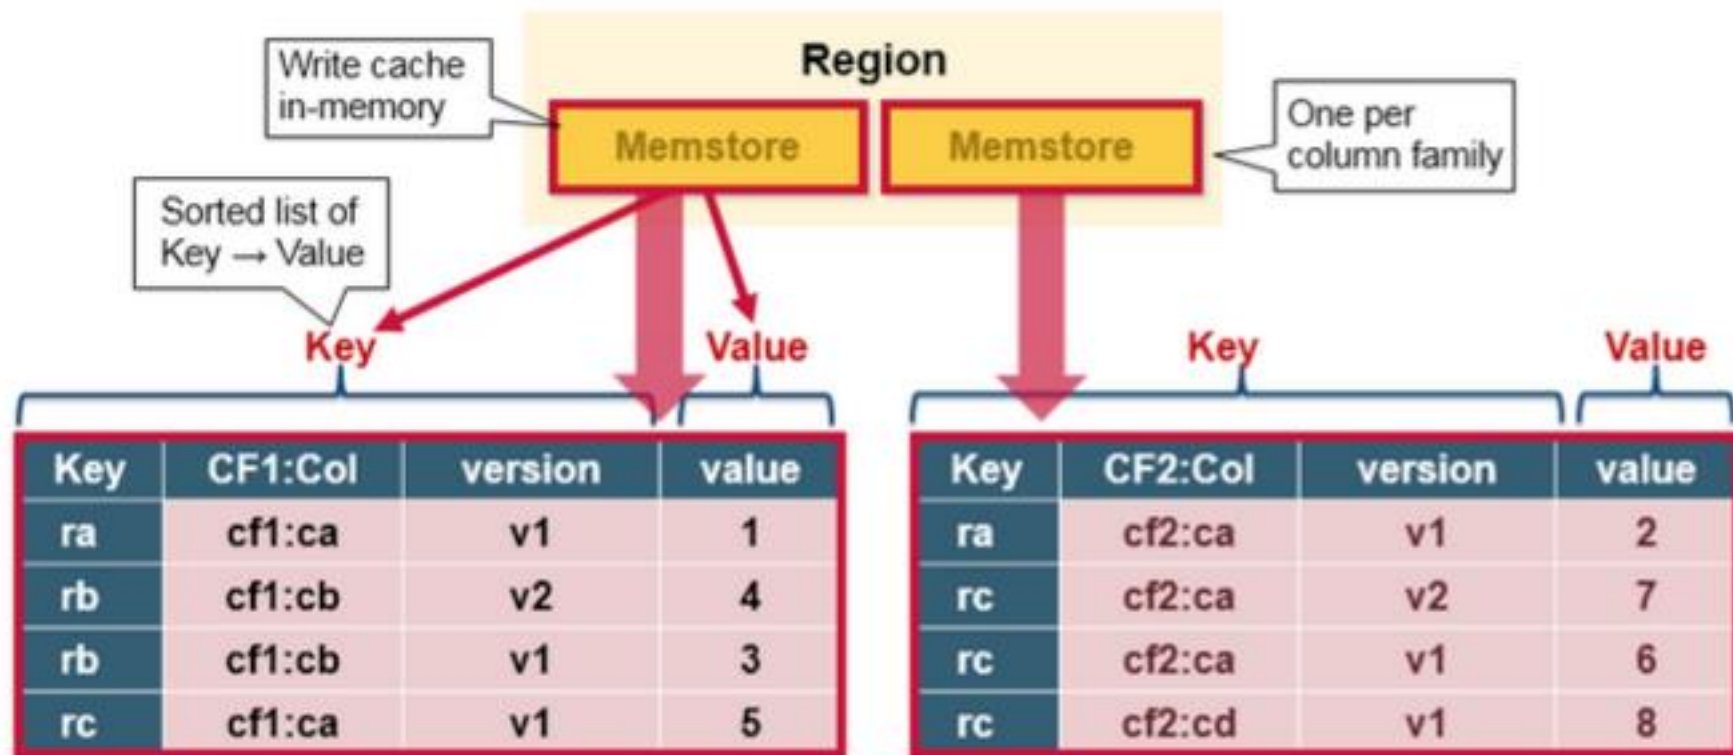 Region
Write cache
in-memory
Memstore
Memstore
One per
column family
Sorted list of
Key → Value
Key
Value
Key
Value
Key CF1:Col version value
ra cf1:ca v1 1
rb cf1:cb v2 4
rb cf1:cb v1 3
rc cf1:ca v1 5
Key CF2:Col version value
ra cf2:ca v1 2
rc cf2:ca v2 7
rc cf2:ca v1 6
rc cf2:cd v1 8